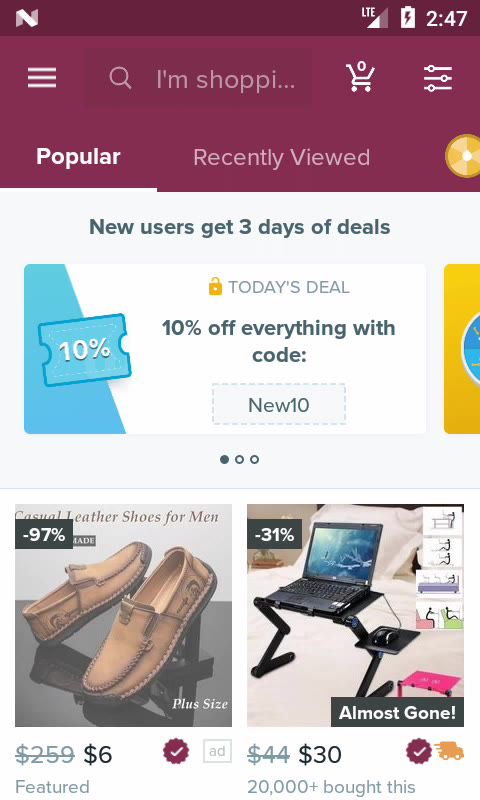 LTE 2:47
I'm shoppi... 0
Popular Recently Viewed
New users get 3 days of deals
TODAY'S DEAL
10% off everything with
code:
10%
New10
Casual Leather Shoes for Men
-97%
MADE
Plus Size
-31%
Almost Gone!
$259 $6 ad
Featured
$44 $30
20,000+ bought this